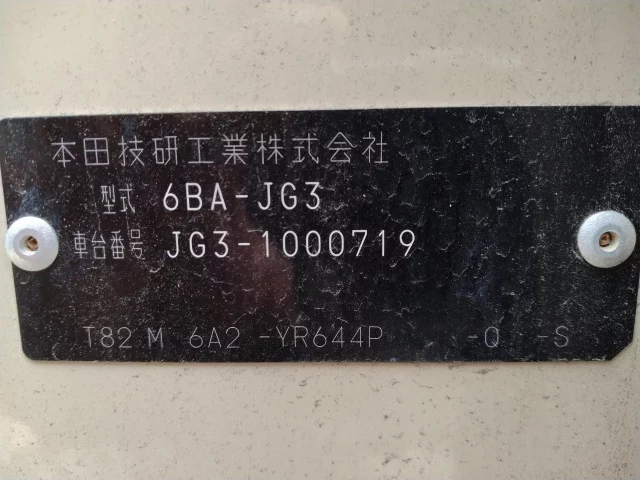 本田技研工業株式会社
型式 6BA-JG3
車台番号 JG3-1000719
T82 M 6A2 -YR644P -Q -S